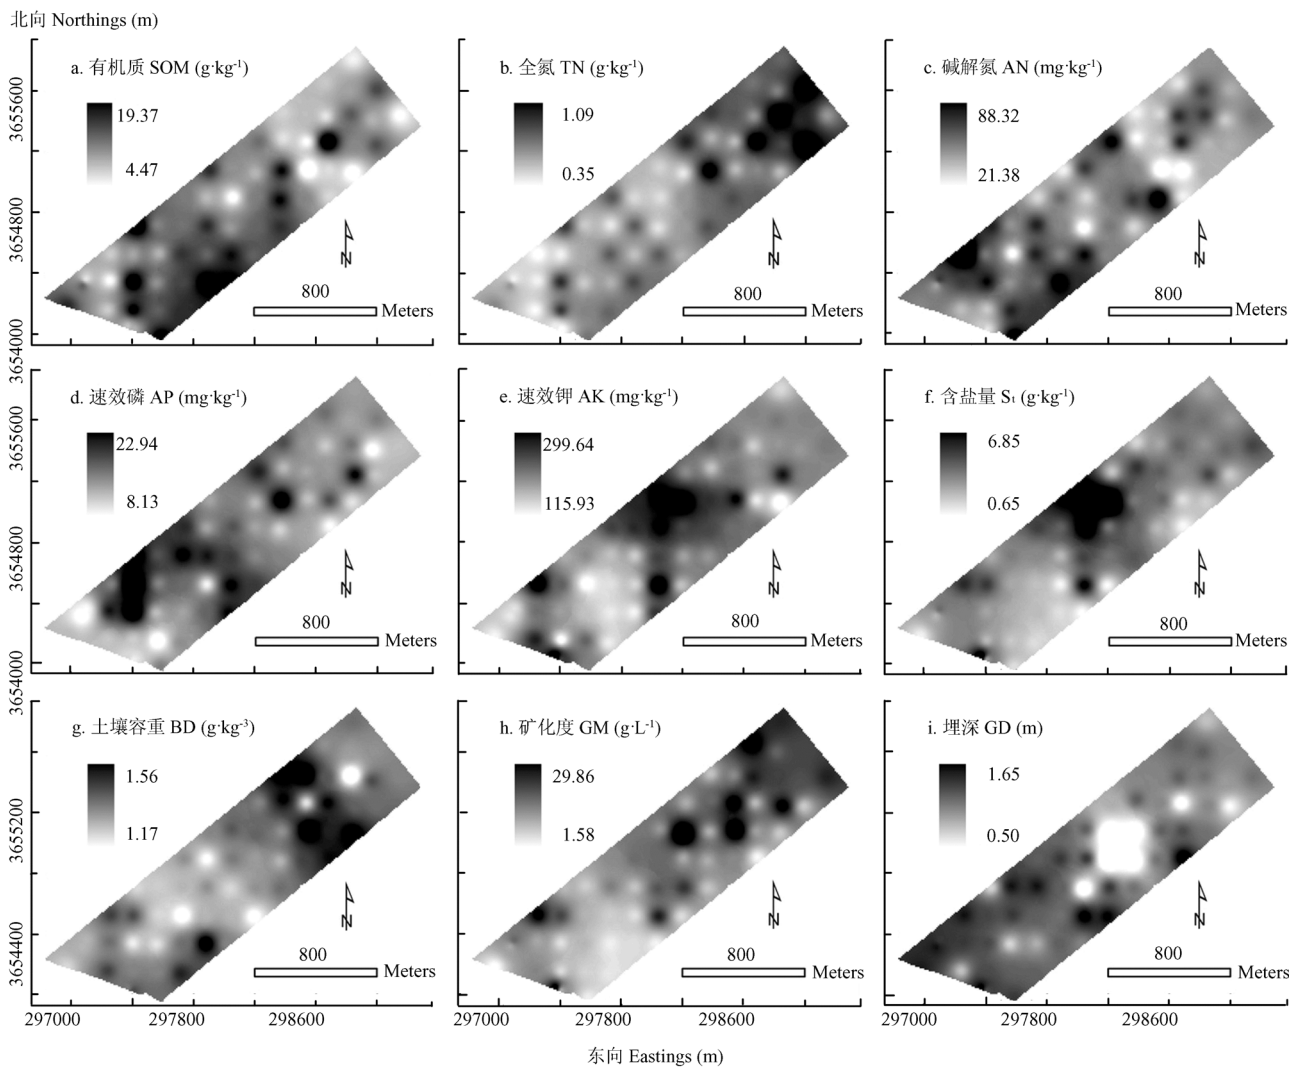 北向 Northings (m)
a. 有机质 SOM (g·kg-1)
19.37
4.47
800
Meters
b. 全氮 TN (g·kg-1)
1.09
0.35
800
Meters
c. 碱解氮 AN (mg·kg-1)
88.32
21.38
800
Meters
3655600
3654800
3654000
d. 速效磷 AP (mg·kg-1)
22.94
8.13
800
Meters
e. 速效钾 AK (mg·kg-1)
299.64
115.93
800
Meters
f. 含盐量 St (g·kg-1)
6.85
0.65
800
Meters
3655600
3654800
3654000
g. 土壤容重 BD (g·kg-3)
1.56
1.17
800
Meters
h. 矿化度 GM (g·L-1)
29.86
1.58
800
Meters
i. 埋深 GD (m)
1.65
0.50
800
Meters
3655200
3654400
N
N
N
N
N
N
N
N
N
297000 297800 298600
297000 297800 298600
297000 297800 298600
东向 Eastings (m)